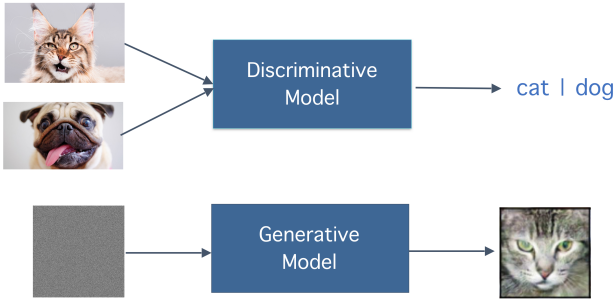 Discriminative
Model
cat | dog
Generative
Model